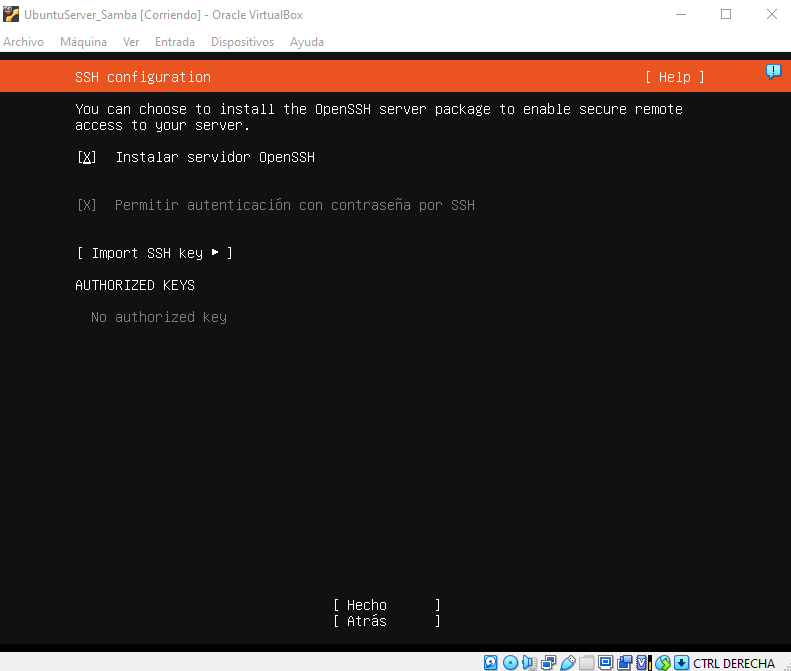 UbuntuServer_Samba [Corriendo] - Oracle VirtualBox
Archivo Máquina Ver Entrada Dispositivos Ayuda
SSH configuration [ Help ]
You can choose to install the OpenSSH server package to enable secure remote
access to your server.
[X] Instalar servidor OpenSSH
[X] Permitir autenticación con contraseña por SSH
[ Import SSH key ▸ ]
AUTHORIZED KEYS
No authorized key
[ Hecho ]
[ Atrás ]
CTRL DERECHA